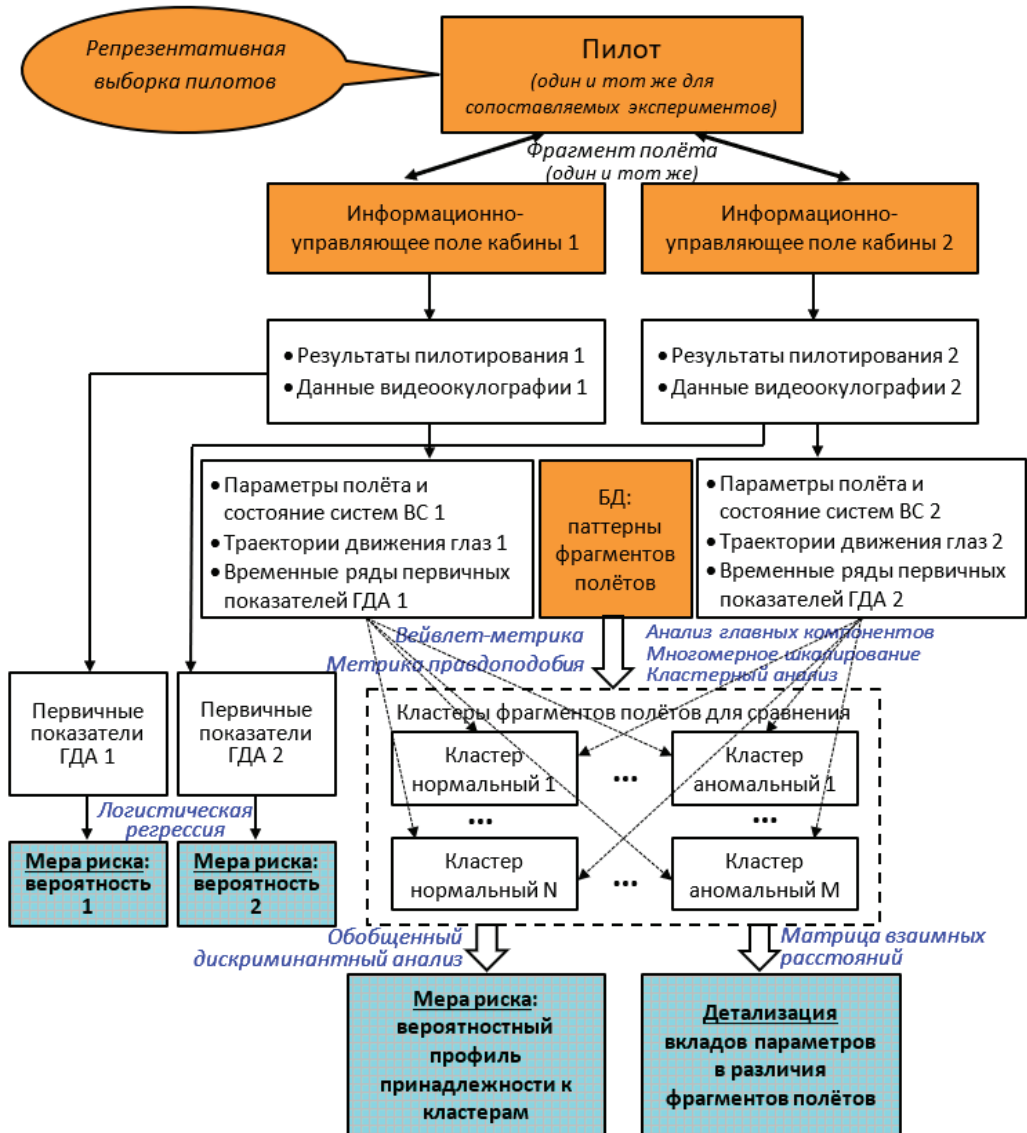 Репрезентативная
выборка пилотов
Пилот
(один и тот же для
сопоставляемых экспериментов)
Фрагмент полёта
(один и тот же)
Информационно-
управляющее поле кабины 1
Информационно-
управляющее поле кабины 2
• Результаты пилотирования 1
• Данные видеоокулографии 1
• Результаты пилотирования 2
• Данные видеоокулографии 2
• Параметры полёта и
состояние систем ВС 1
• Траектории движения глаз 1
• Временные ряды первичных
показателей ГДА 1
БД:
паттерны
фрагментов
полётов
• Параметры полёта и
состояние систем ВС 2
• Траектории движения глаз 2
• Временные ряды первичных
показателей ГДА 2
Вейвлет-метрика
Метрика правдоподобия
Анализ главных компонентов
Многомерное шкалирование
Кластерный анализ
Первичные
показатели
ГДА 1
Первичные
показатели
ГДА 2
Кластеры фрагментов полётов для сравнения
Кластер
нормальный 1
...
Кластер
аномальный 1
...
...
Кластер
нормальный N
...
Кластер
аномальный M
Логистическая
регрессия
Мера риска:
вероятность
1
Мера риска:
вероятность
2
Обобщенный
дискриминантный анализ
Матрица взаимных
расстояний
Мера риска:
вероятностный
профиль
принадлежности к
кластерам
Детализация
вкладов параметров
в различия
фрагментов полётов